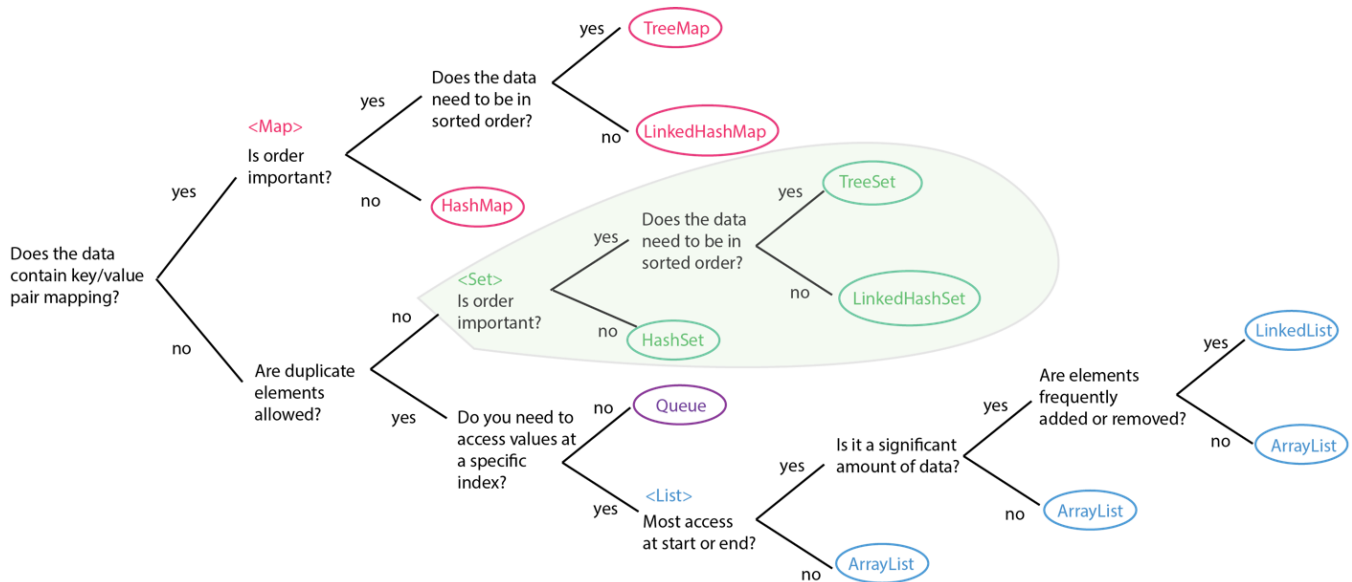 Does the data
contain key/value
pair mapping?
yes
no
<Map>
Is order
important?
yes
no
Does the data
need to be in
sorted order?
yes
no
TreeMap
LinkedHashMap
HashMap
Are duplicate
elements
allowed?
no
yes
<Set>
Is order
important?
yes
no
Does the data
need to be in
sorted order?
yes
no
TreeSet
LinkedHashSet
HashSet
Do you need to
access values at
a specific
index?
no
yes
Queue
<List>
Most access
at start or end?
yes
no
Is it a significant
amount of data?
yes
no
Are elements
frequently
added or removed?
yes
no
LinkedList
ArrayList
ArrayList
ArrayList